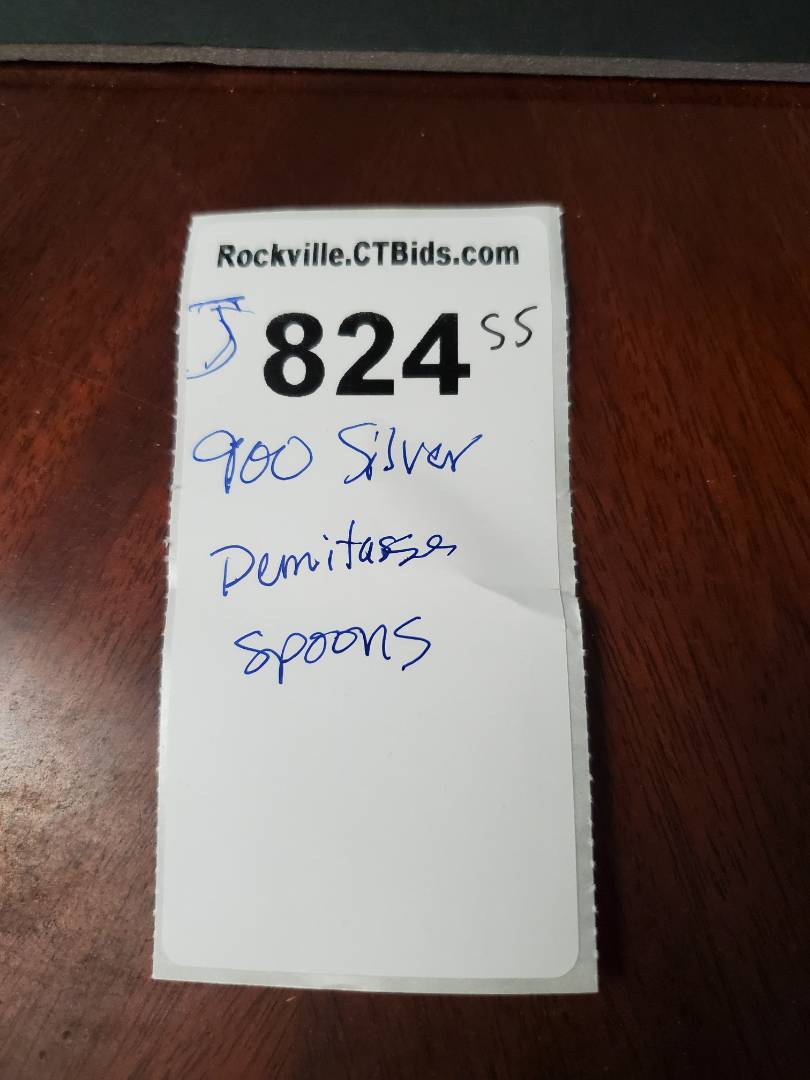 Rockville.CTBids.com
J 824 SS
900 Silver
Demitasse
Spoons